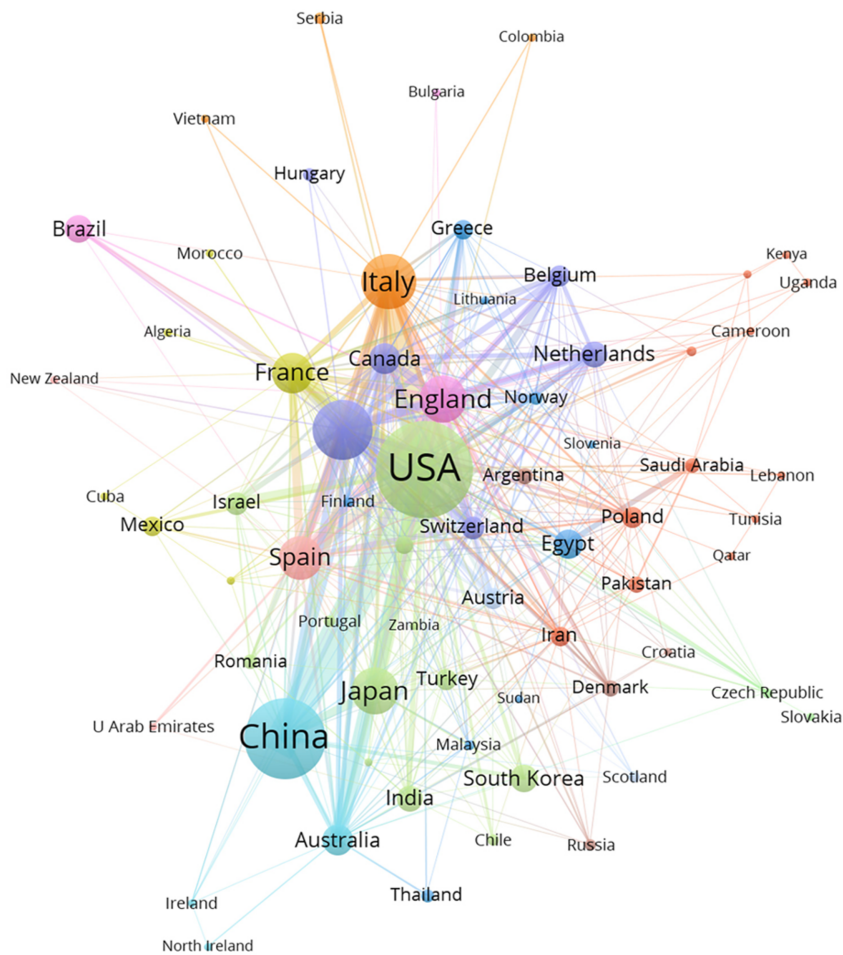 Serbia
Colombia
Bulgaria
Vietnam
Hungary
Brazil
Greece
Morocco
Kenya
Italy
Belgium
Uganda
Lithuania
Algeria
Cameroon
Canada
Netherlands
France
New Zealand
England
Norway
Slovenia
USA
Saudi Arabia
Argentina
Lebanon
Cuba
Israel
Finland
Mexico
Switzerland
Poland
Tunisia
Egypt
Spain
Qatar
Pakistan
Austria
Portugal
Zambia
Iran
Croatia
Romania
Turkey
Denmark
Japan
Sudan
Czech Republic
Slovakia
U Arab Emirates
China
Malaysia
South Korea
Scotland
India
Australia
Chile
Russia
Thailand
Ireland
North Ireland